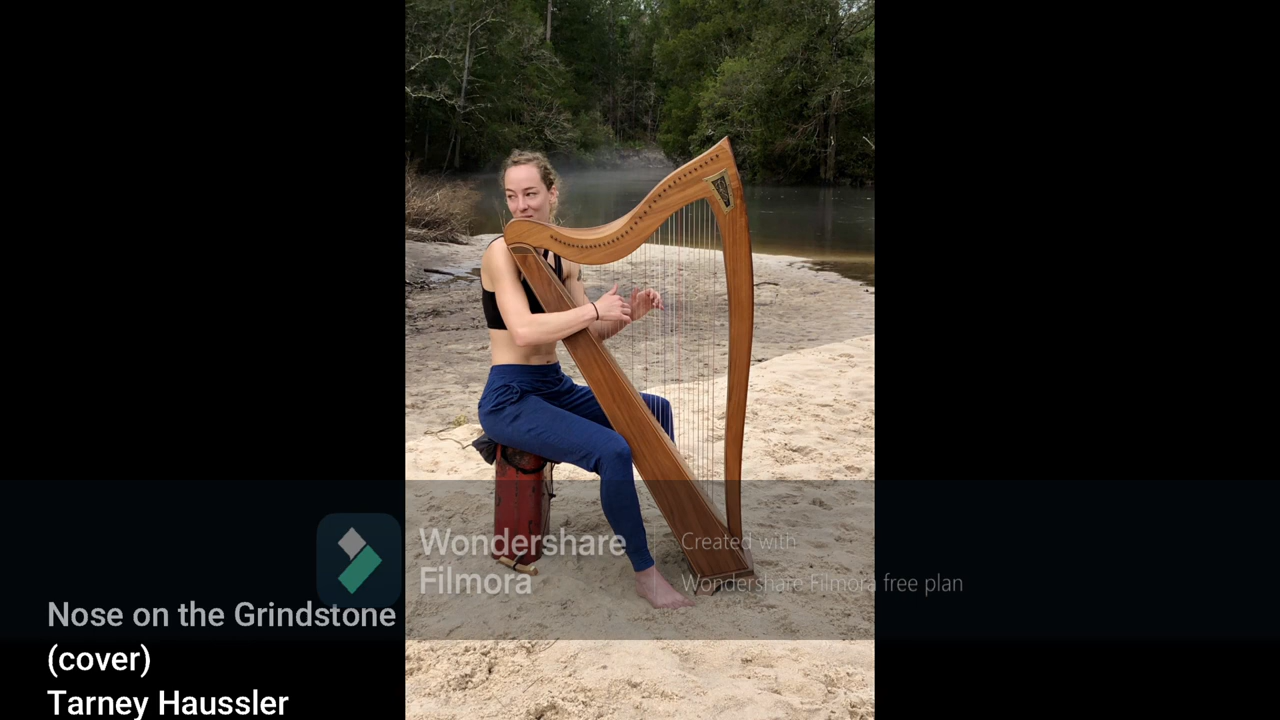 Wondershare
Filmora
Created with
Wondershare Filmora free plan
Nose on the Grindstone
(cover)
Tarney Haussler